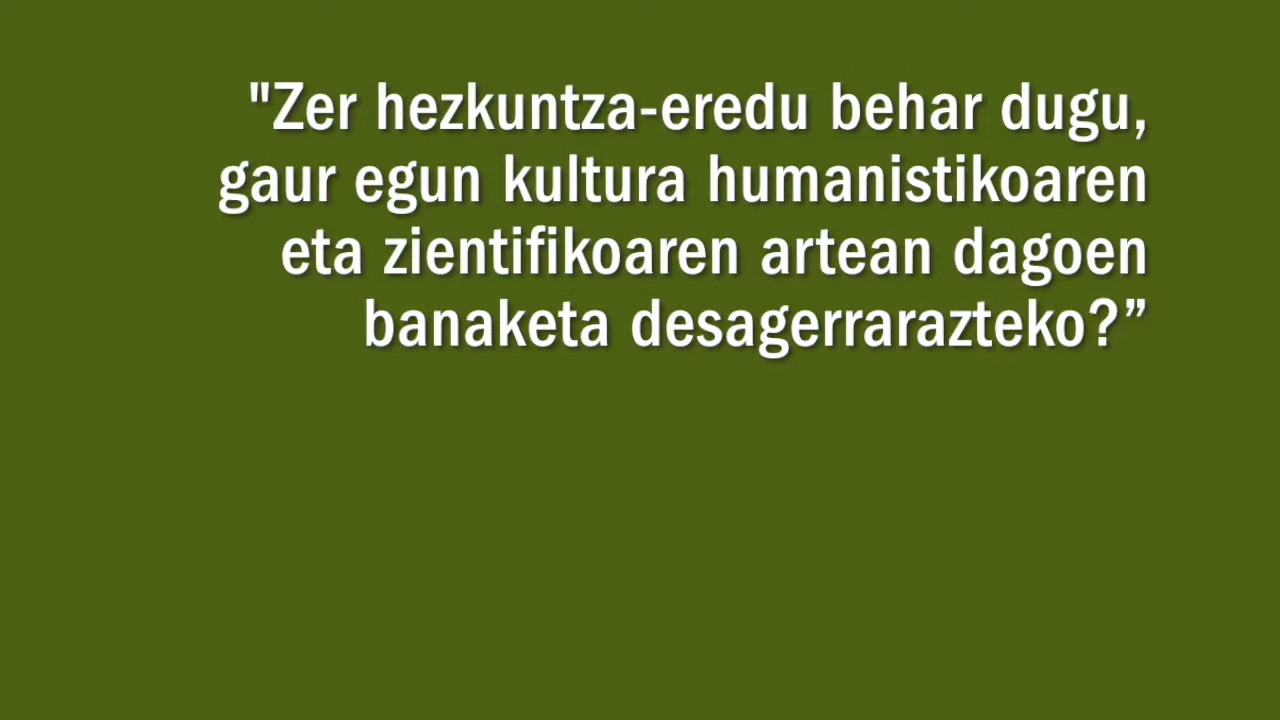 "Zer hezkuntza-eredu behar dugu,
gaur egun kultura humanistikoaren
eta zientifikoaren artean dagoen
banaketa desagerrarazteko?”